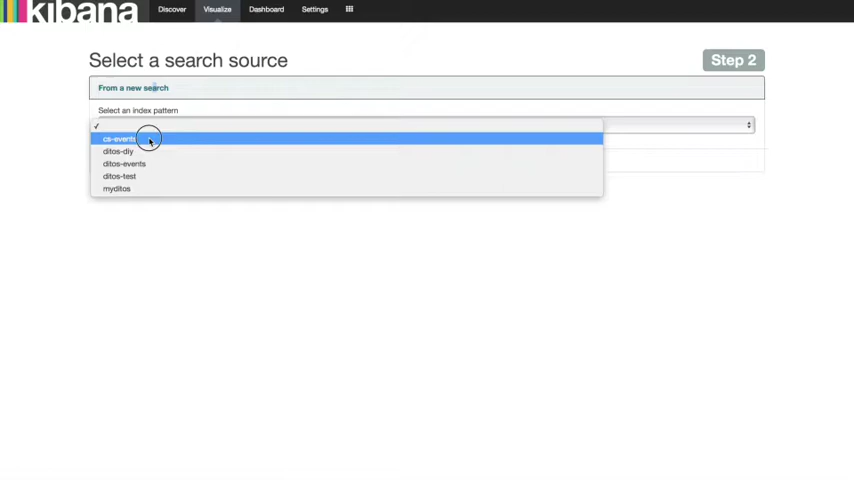 kibana
Discover Visualize Dashboard Settings
Select a search source
Step 2
From a new search
Select an index pattern
✓
cs-events
ditos-diy
ditos-events
ditos-test
myditos